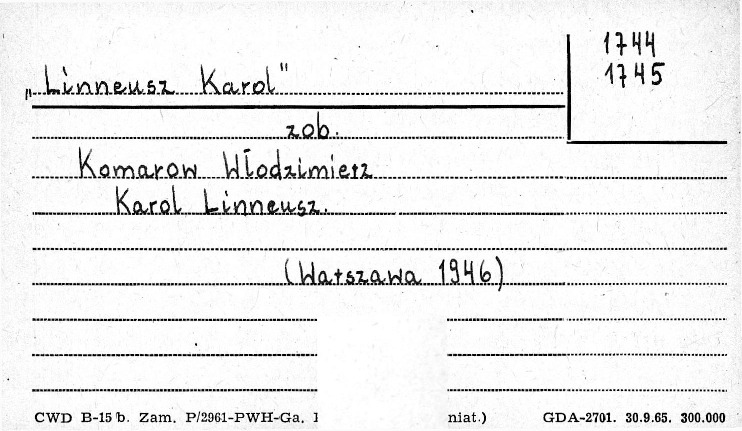 1744
1745
„Linneusz Karol"
zob.
Komarow Włodzimierz
Karol Linneusz.
(Warszawa 1946)
CWD B-15 b. Zam. P/2961-PWH-Ga. niat.) GDA-2701. 30.9.65. 300.000